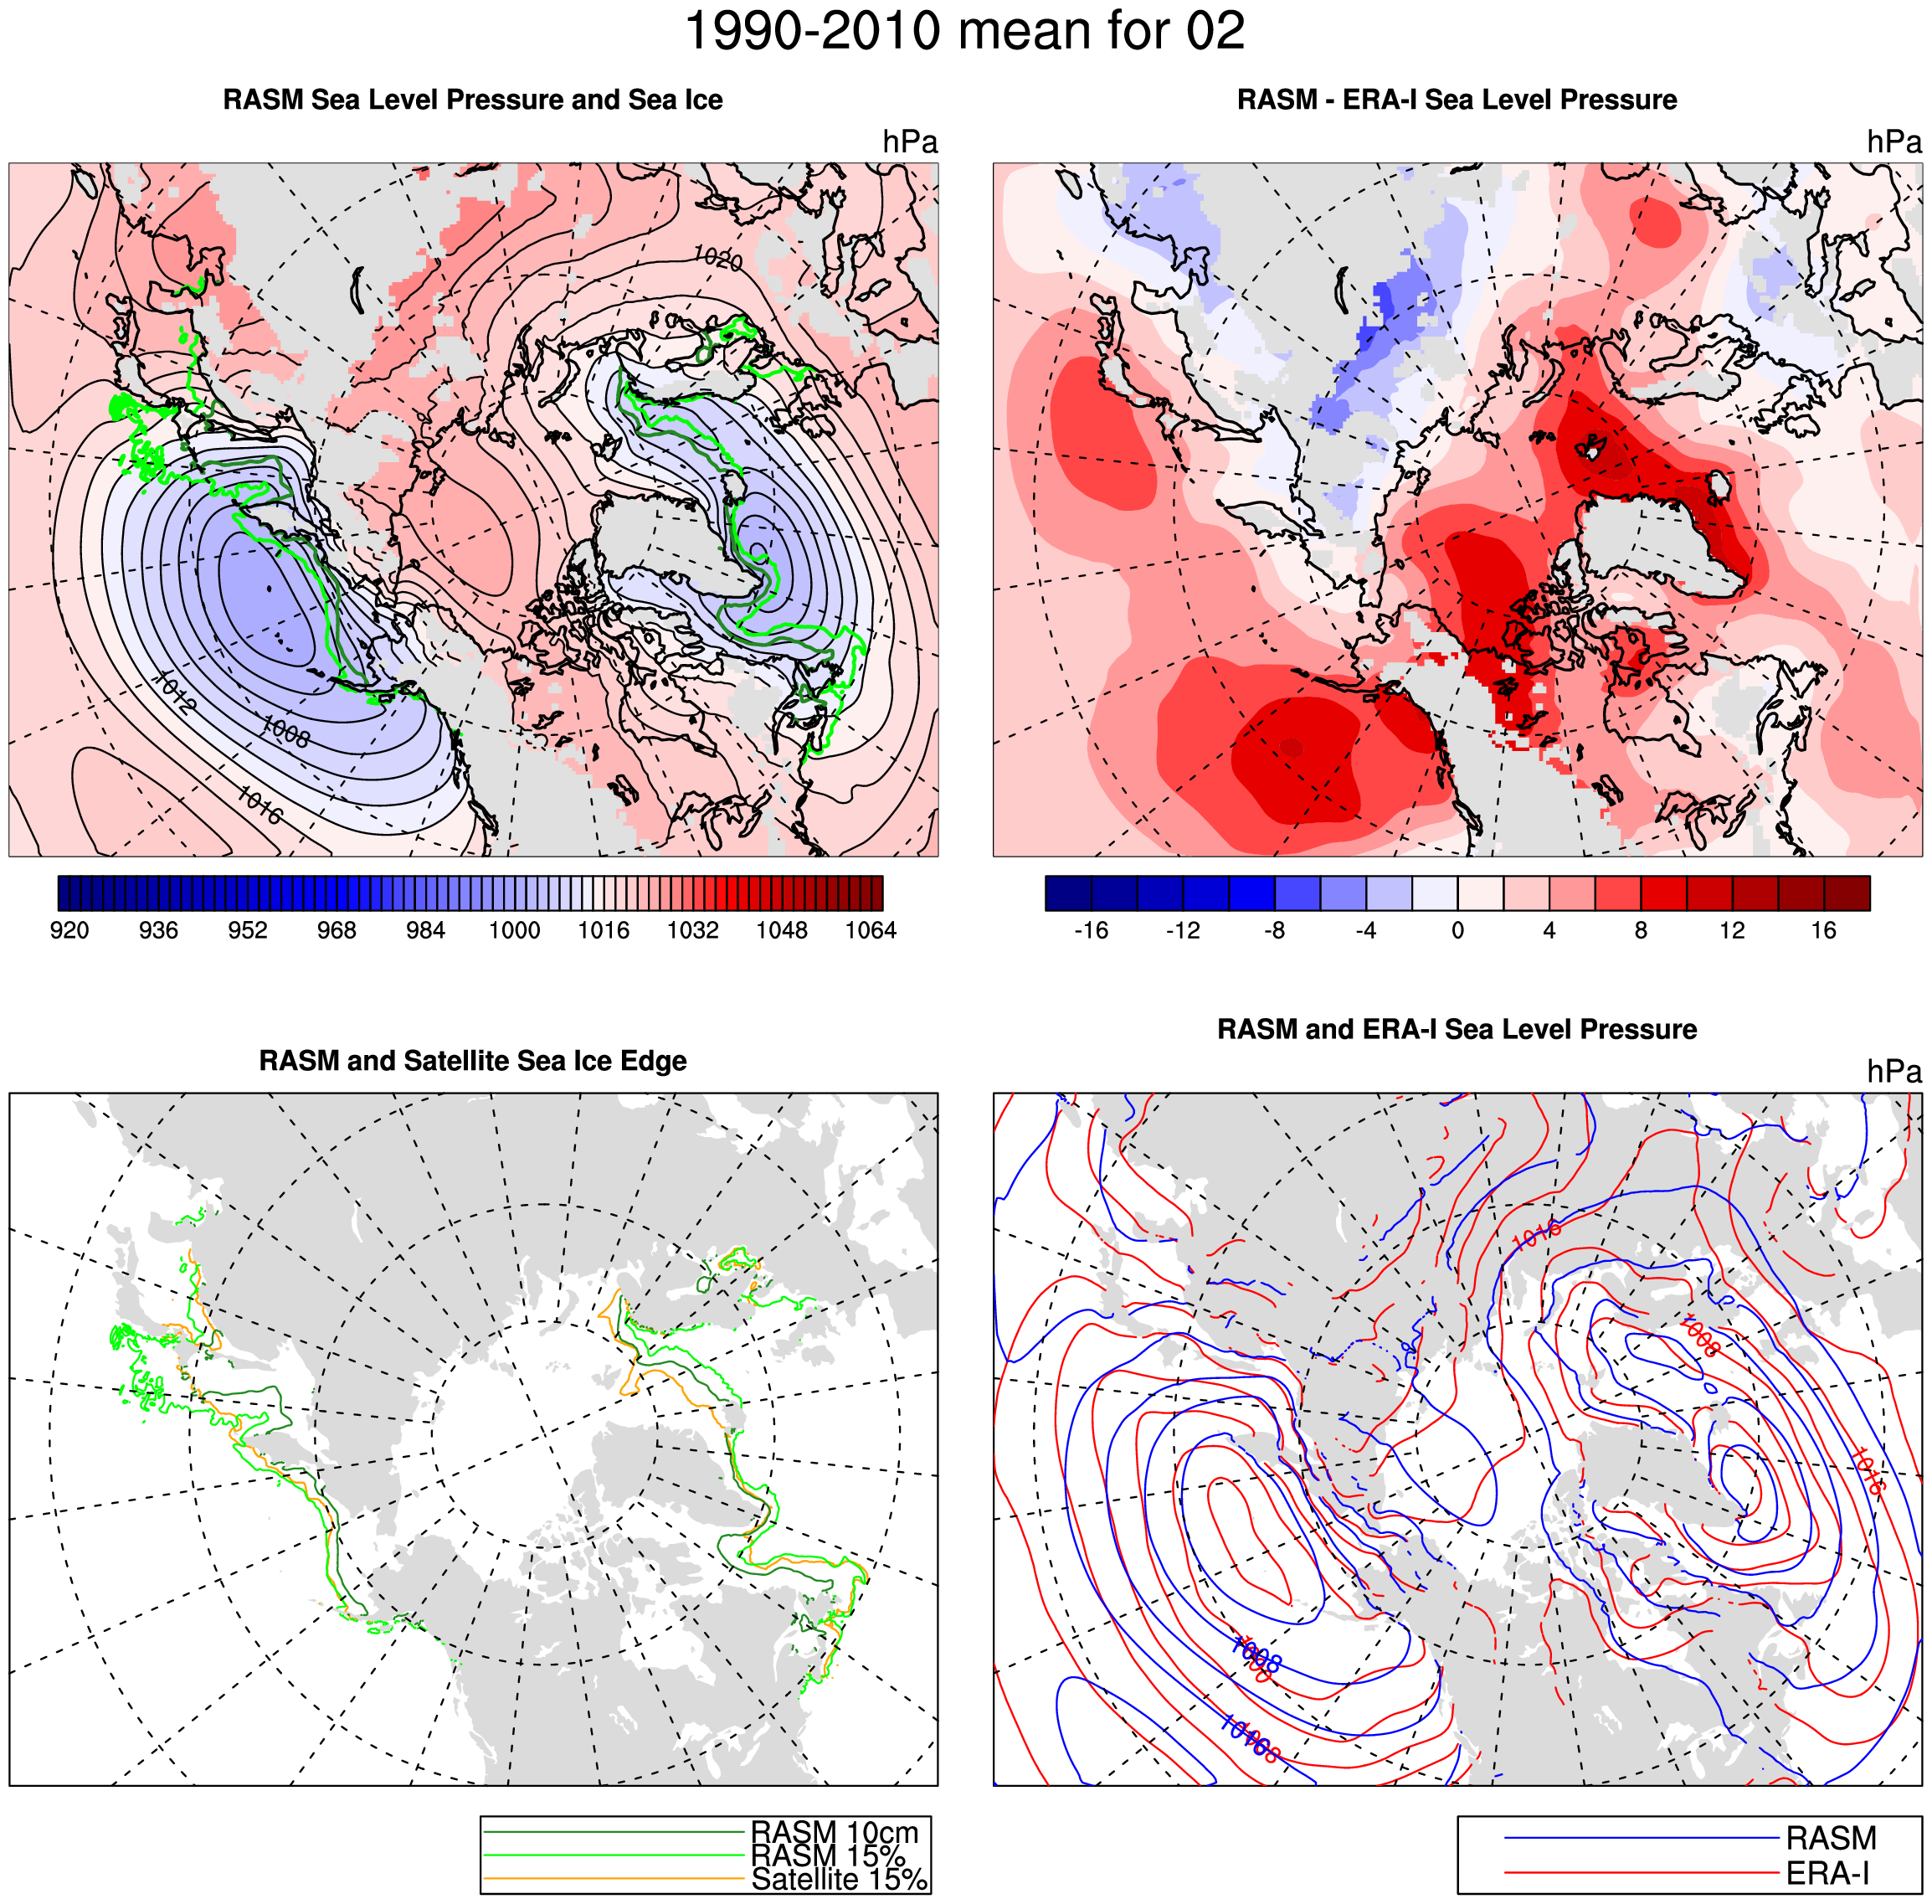 1990-2010 mean for 02
RASM Sea Level Pressure and Sea Ice
hPa
1020
1012
1008
1016
920 936 952 968 984 1000 1016 1032 1048 1064
RASM - ERA-I Sea Level Pressure
hPa
-16 -12 -8 -4 0 4 8 12 16
RASM and Satellite Sea Ice Edge
RASM 10cm
RASM 15%
Satellite 15%
RASM and ERA-I Sea Level Pressure
hPa
1016
1008
1016
1008
RASM
ERA-I